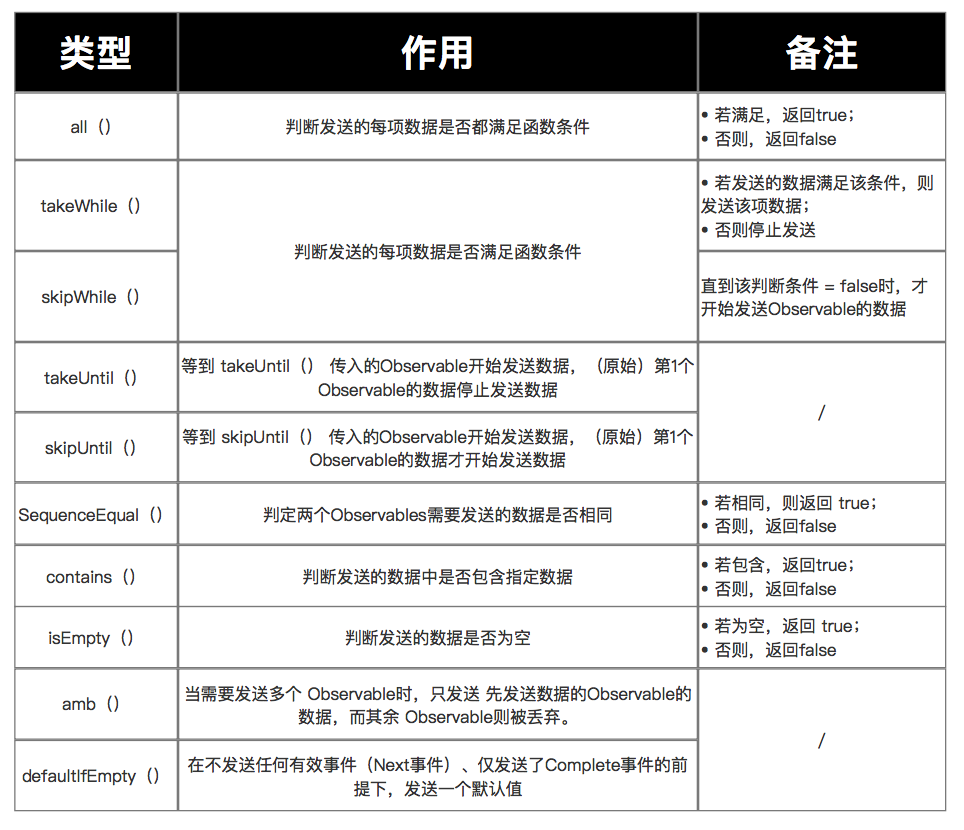 类型
作用
备注
all（）
判断发送的每项数据是否都满足函数条件
• 若满足，返回true；
• 否则，返回false
takeWhile（）
判断发送的每项数据是否满足函数条件
• 若发送的数据满足该条件，则
发送该项数据；
• 否则停止发送
skipWhile（）
直到该判断条件 = false时，才
开始发送Observable的数据
takeUntil（）
等到 takeUntil（） 传入的Observable开始发送数据，（原始）第1个
Observable的数据停止发送数据
/
skipUntil（）
等到 skipUntil（） 传入的Observable开始发送数据，（原始）第1个
Observable的数据才开始发送数据
SequenceEqual（）
判定两个Observables需要发送的数据是否相同
• 若相同，则返回 true；
• 否则，返回false
contains（）
判断发送的数据中是否包含指定数据
• 若包含，返回true；
• 否则，返回false
isEmpty（）
判断发送的数据是否为空
• 若为空，返回 true；
• 否则，返回false
amb（）
当需要发送多个 Observable时，只发送 先发送数据的Observable的
数据，而其余 Observable则被丢弃。
/
defaultIfEmpty（）
在不发送任何有效事件（Next事件）、仅发送了Complete事件的前
提下，发送一个默认值